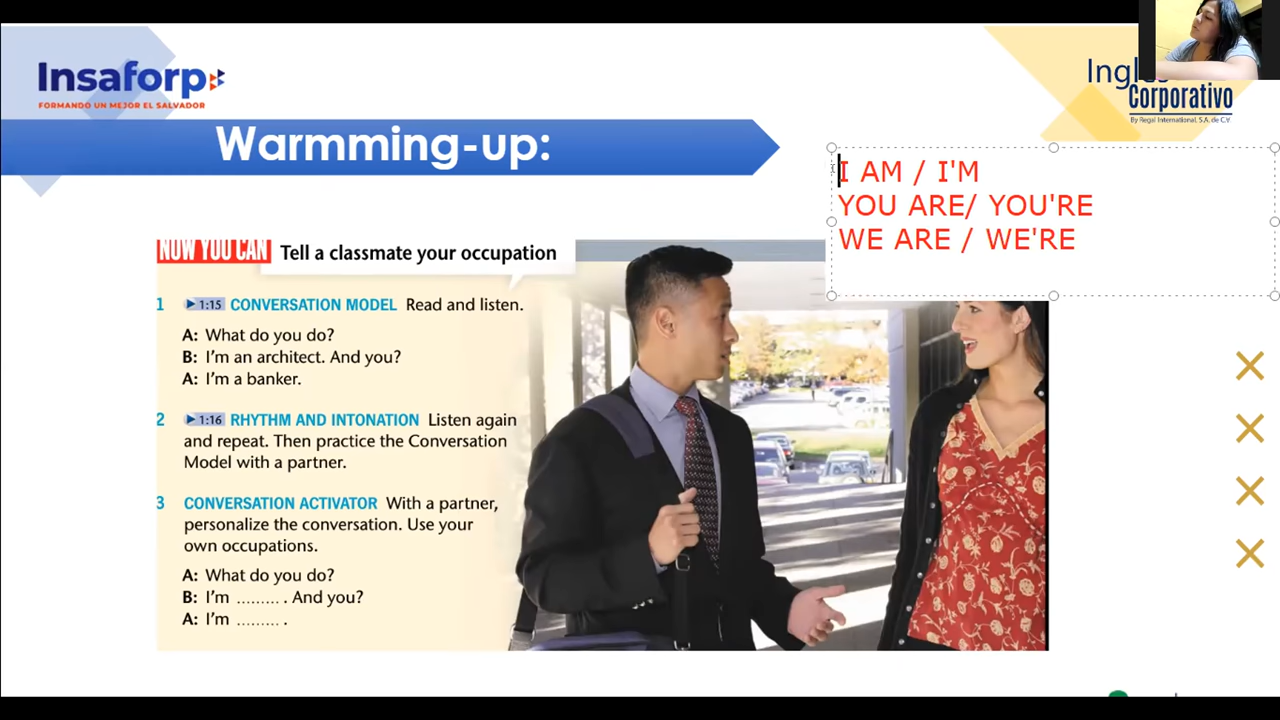 Insaforp
FORMANDO UN MEJOR EL SALVADOR
Corporativo
By Regal International, S.A. de C.V.
Warmming-up:
I AM / I'M
YOU ARE/ YOU'RE
WE ARE / WE'RE
NOW YOU CAN Tell a classmate your occupation
1 1:15 CONVERSATION MODEL Read and listen.
A: What do you do?
B: I'm an architect. And you?
A: I'm a banker.
2 1:16 RHYTHM AND INTONATION Listen again
and repeat. Then practice the Conversation
Model with a partner.
3 CONVERSATION ACTIVATOR With a partner,
personalize the conversation. Use your
own occupations.
A: What do you do?
B: I'm ......... . And you?
A: I'm ......... .